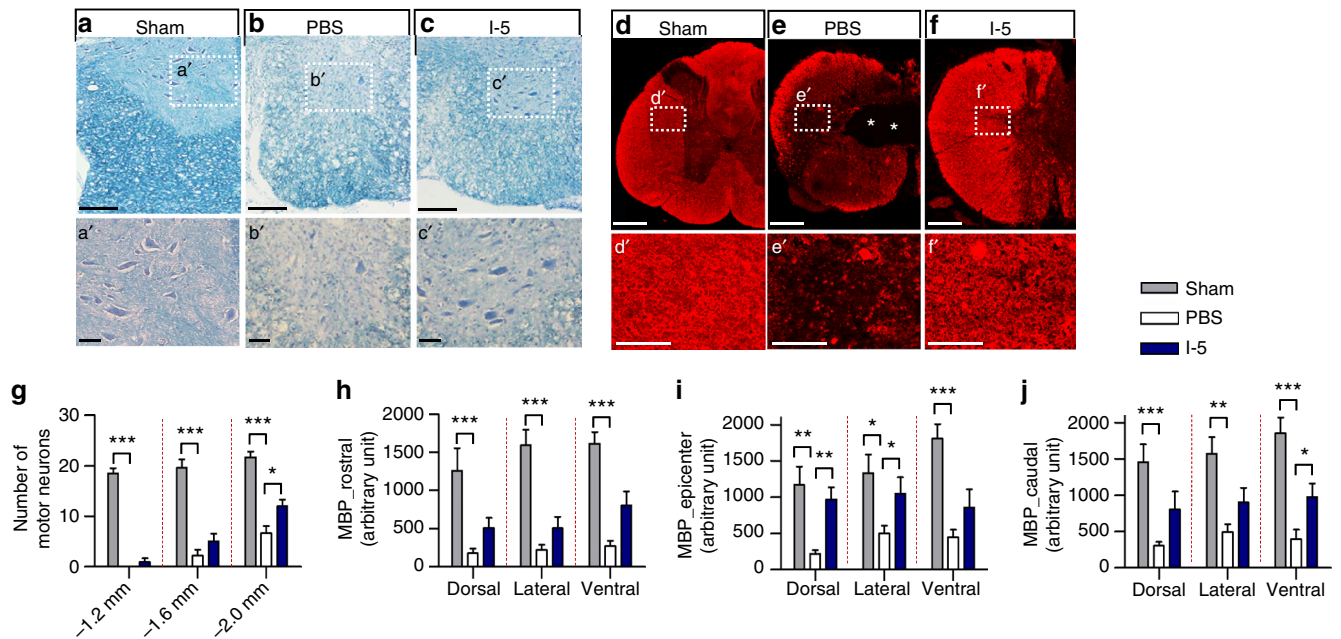 a Sham b PBS c I-5 d Sham e PBS f I-5
a′ b′ c′ d′ e′ * * f′
a′ b′ c′ d′ e′ f′
Sham
PBS
I-5
g
Number of
motor neurons
30
20
10
0
*** *** *** *
–1.2 mm –1.6 mm –2.0 mm
h
MBP_rostral
(arbitrary unit)
2000
1500
1000
500
0
*** *** ***
Dorsal Lateral Ventral
i
MBP_epicenter
(arbitrary unit)
2000
1500
1000
500
0
** ** * * ***
Dorsal Lateral Ventral
j
MBP_caudal
(arbitrary unit)
2000
1500
1000
500
0
*** ** *** *
Dorsal Lateral Ventral